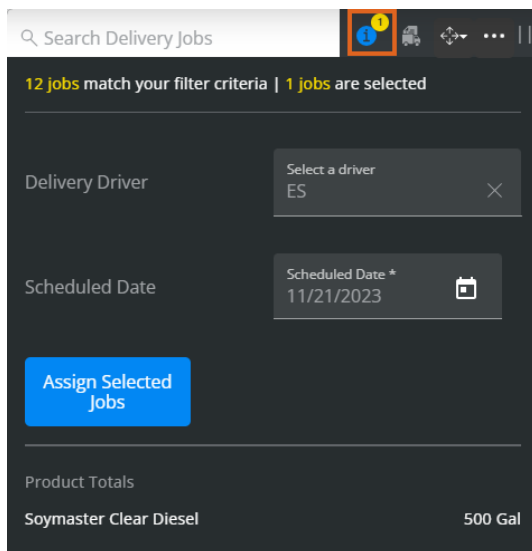 Search Delivery Jobs
1
i
12 jobs match your filter criteria | 1 jobs are selected
Delivery Driver
Select a driver
ES
Scheduled Date
Scheduled Date *
11/21/2023
Assign Selected
Jobs
Product Totals
Soymaster Clear Diesel 500 Gal